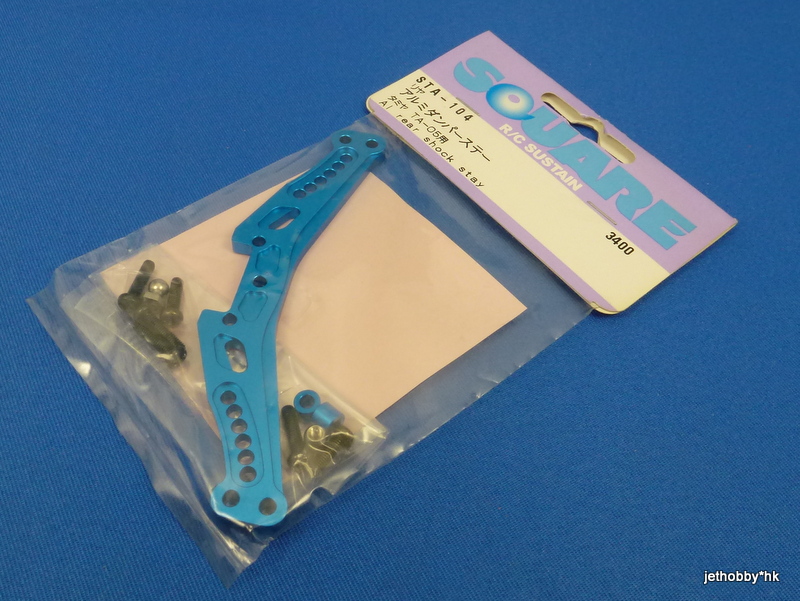 SQUARE
R/C SUSTAIN
STA-104
リヤ
アルミダンパーステー
タミヤ TA-05用
Al rear shock stay
3400
jethobby*hk